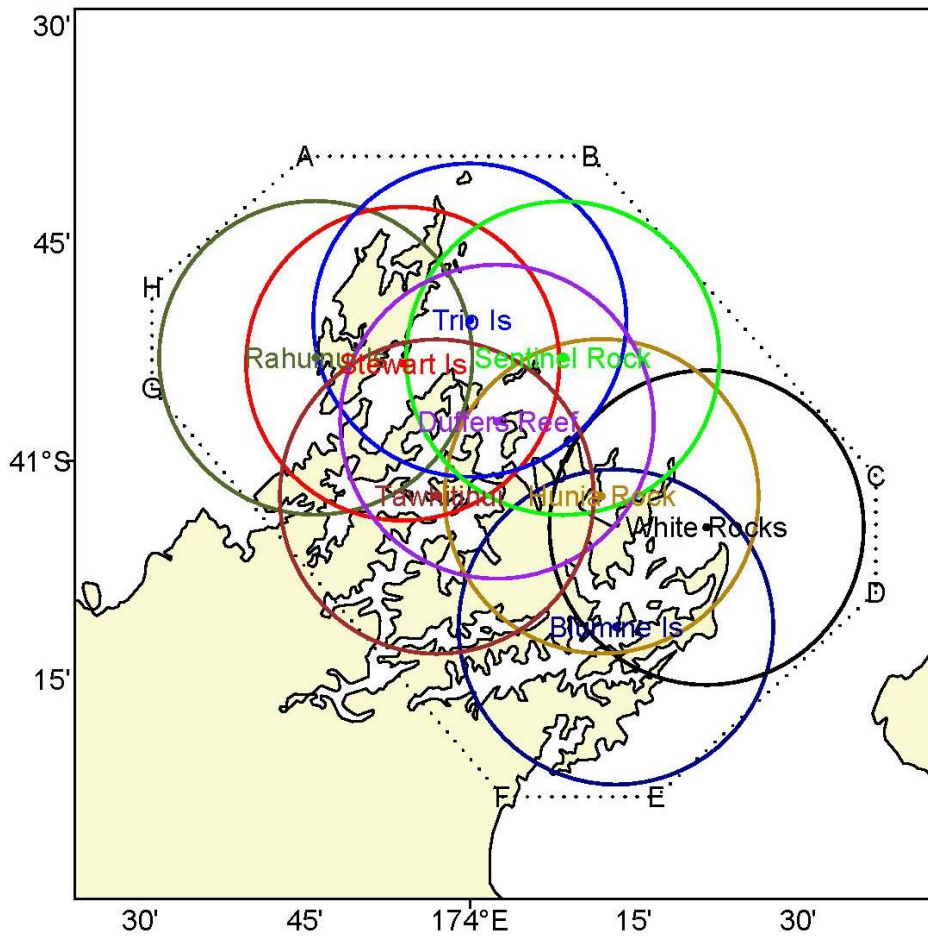 30'
A
B
45'
H
Trio Is
Stewart Is
Sentinel Rock
G
Duffers Reef
41°S
C
Hunia Rock
White Rocks
D
Blumine Is
15'
F
E
30'
45'
174°E
15'
30'